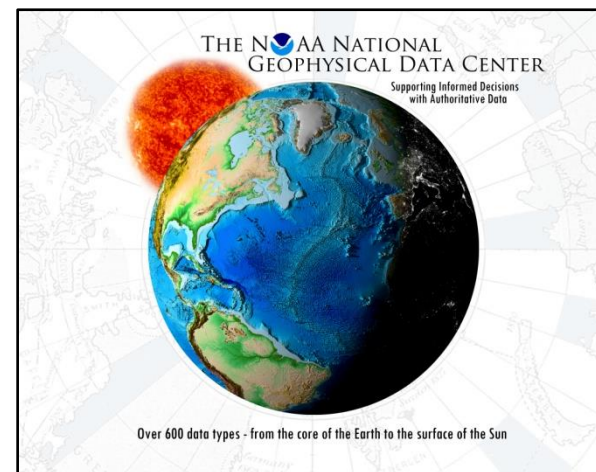 THE NOAA NATIONAL
GEOPHYSICAL DATA CENTER
Supporting Informed Decisions
with Authoritative Data
Over 600 data types - from the core of the Earth to the surface of the Sun